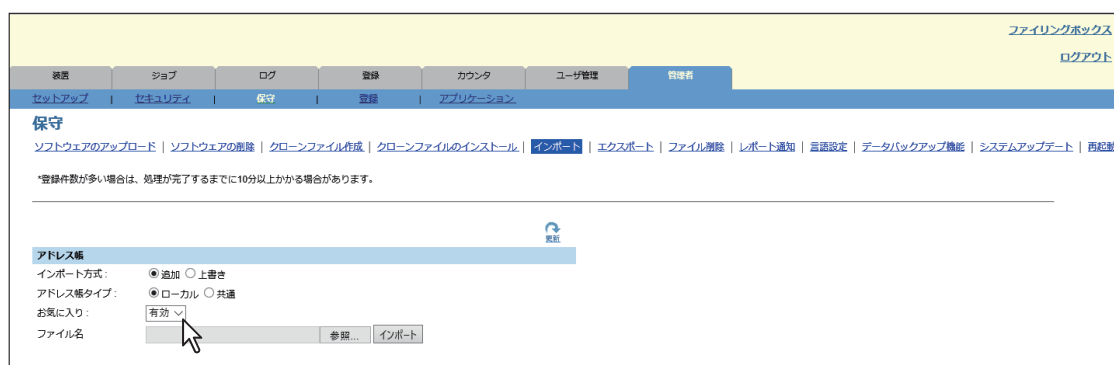 ファイリングボックス
ログアウト
装置 ジョブ ログ 登録 カウンタ ユーザ管理 管理者
セットアップ | セキュリティ | 保守 | 登録 | アプリケーション
保守
ソフトウェアのアップロード | ソフトウェアの削除 | クローンファイル作成 | クローンファイルのインストール | インポート | エクスポート | ファイル削除 | レポート通知 | 言語設定 | データバックアップ機能 | システムアップデート | 再起動
*登録件数が多い場合は、処理が完了するまでに10分以上かかる場合があります。
更新
アドレス帳
インポート方式: 追加 上書き
アドレス帳タイプ: ローカル 共通
お気に入り: 有効
ファイル名 参照... インポート